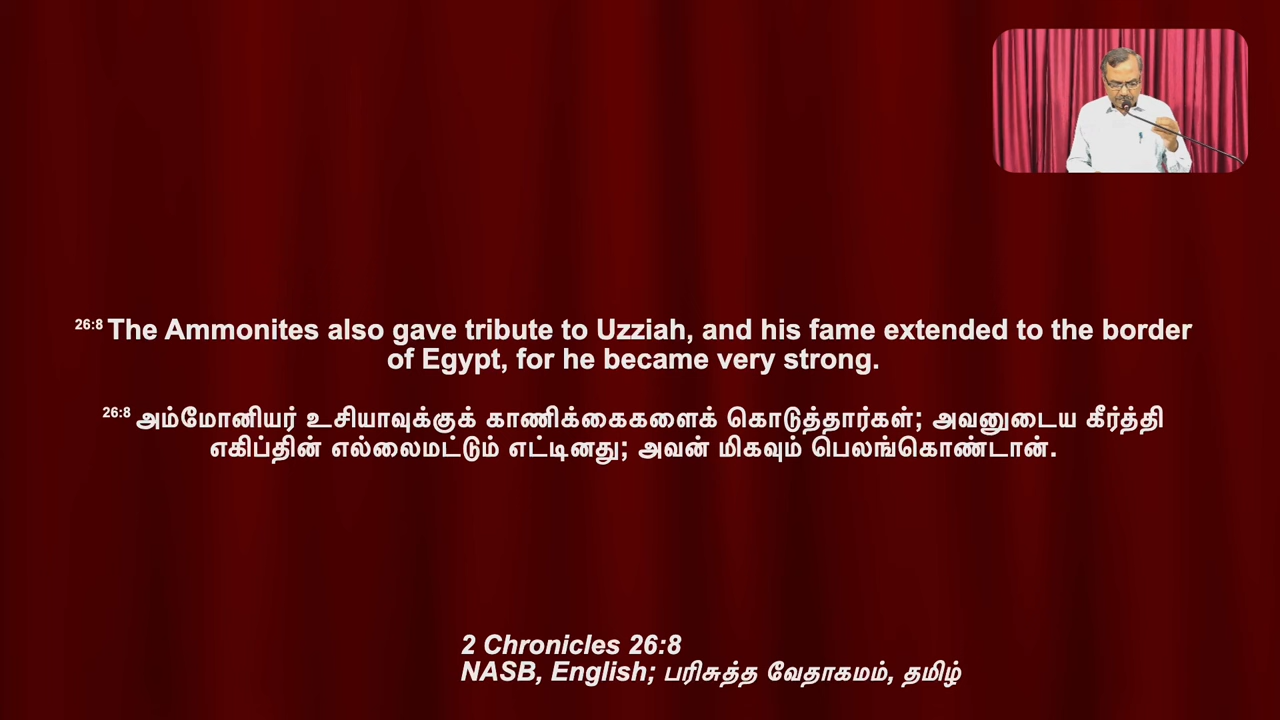 26:8 The Ammonites also gave tribute to Uzziah, and his fame extended to the border
of Egypt, for he became very strong.
26:8 அம்மோனியர் உசியாவுக்குக் காணிக்கைகளைக் கொடுத்தார்கள்; அவனுடைய கீர்த்தி
எகிப்தின் எல்லைமட்டும் எட்டினது; அவன் மிகவும் பெலங்கொண்டான்.
2 Chronicles 26:8
NASB, English; பரிசுத்த வேதாகமம், தமிழ்